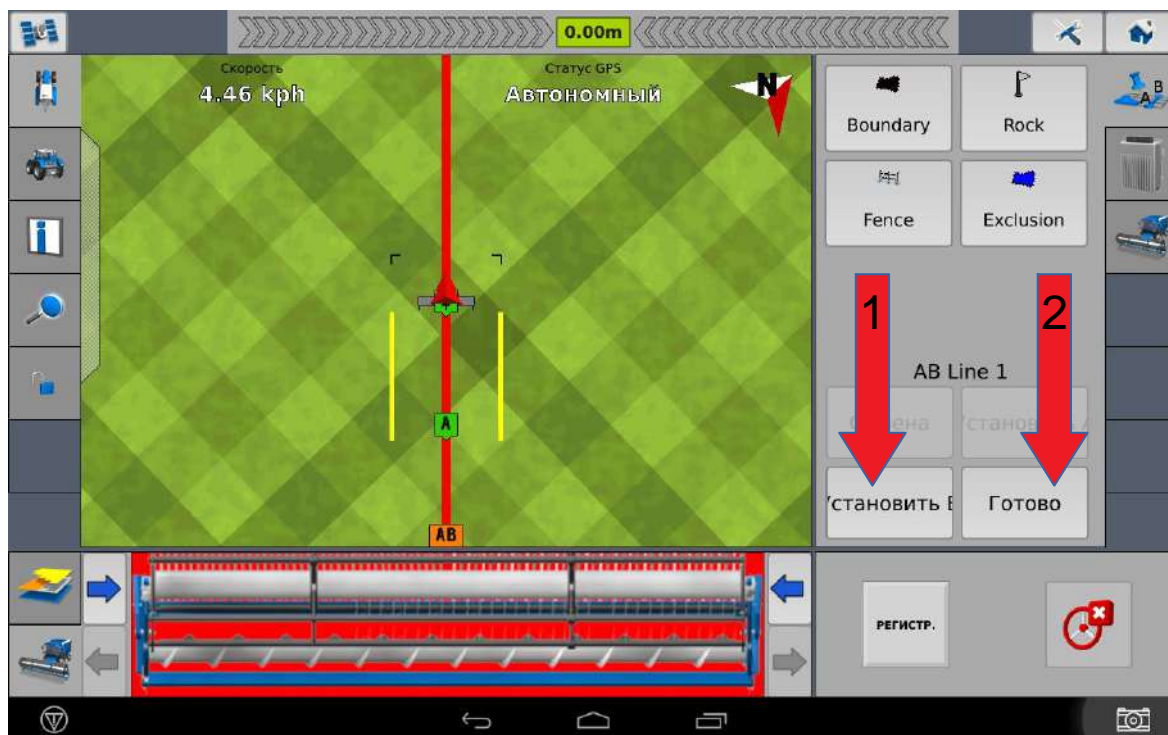 0.00m
Скорость
4.46 kph
Статус GPS
Автономный
N
A B
Boundary
Rock
Fence
Exclusion
1
2
AB Line 1
A
AB
Готово
РЕГИСТР.